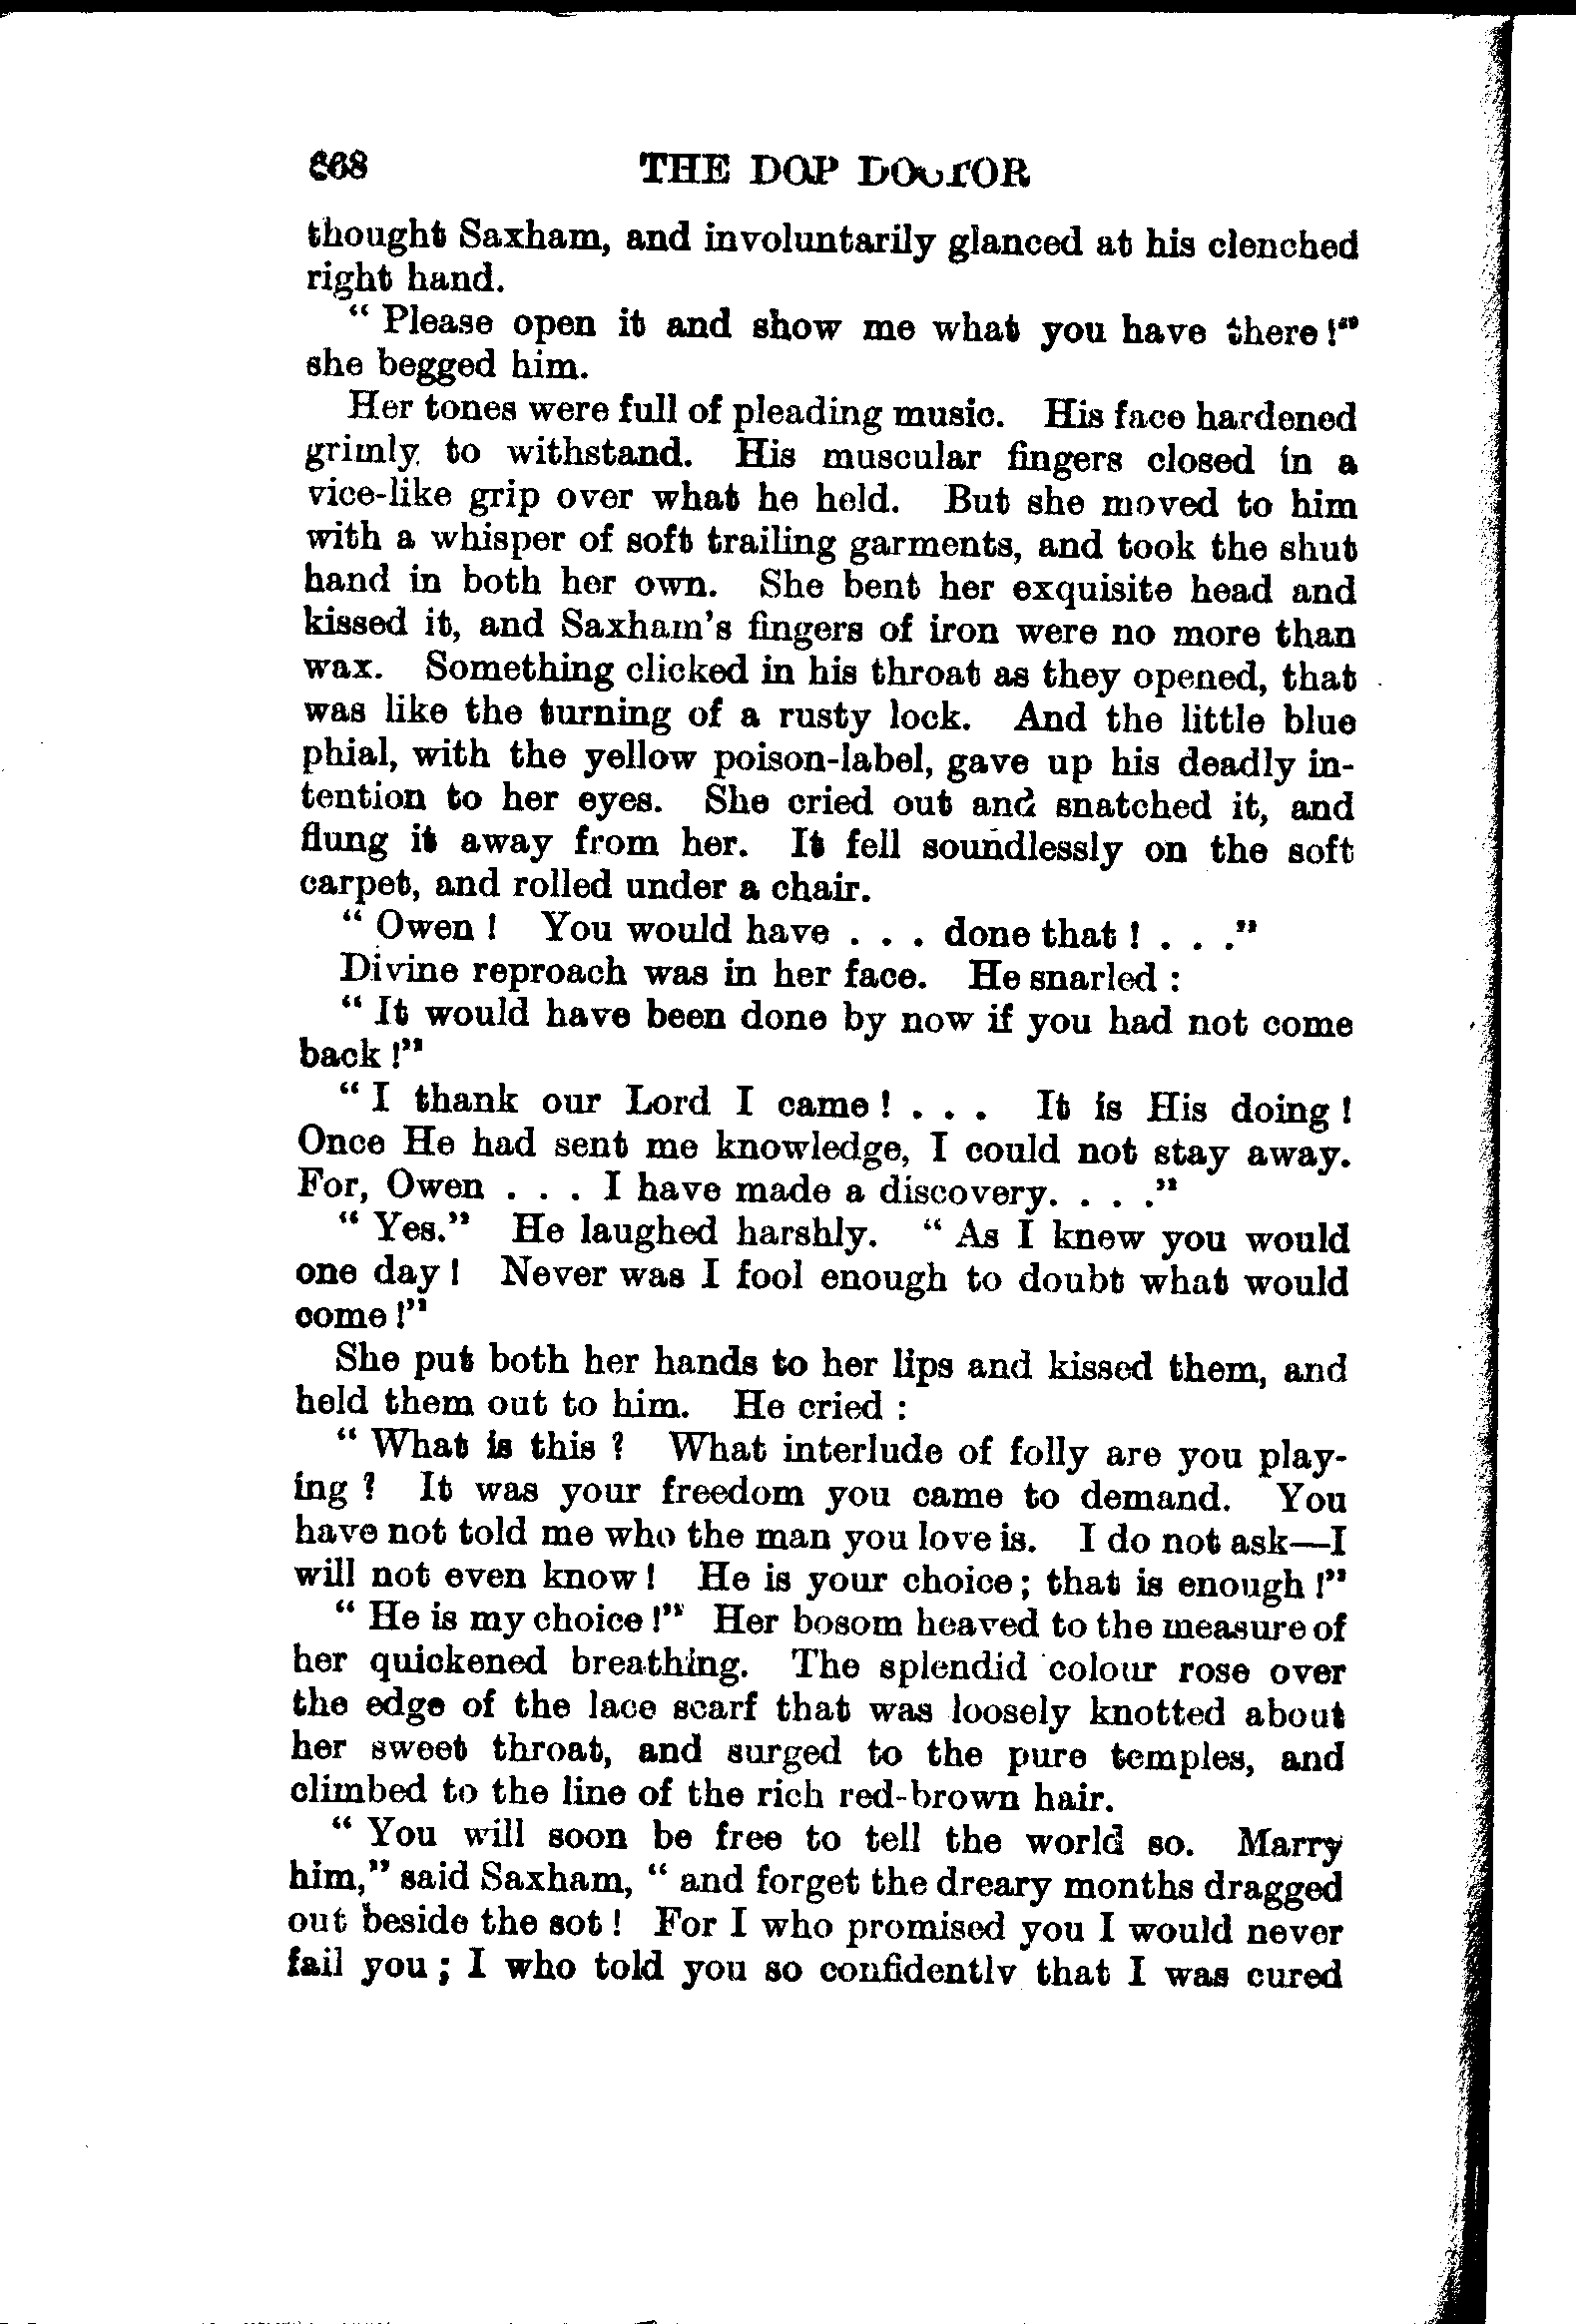 668 THE DOP DOCTOR
thought Saxham, and involuntarily glanced at his clenched
right hand.
“ Please open it and show me what you have there !”
she begged him.
Her tones were full of pleading music. His face hardened
grimly to withstand. His muscular fingers closed in a
vice-like grip over what he held. But she moved to him
with a whisper of soft trailing garments, and took the shut
hand in both her own. She bent her exquisite head and
kissed it, and Saxham’s fingers of iron were no more than
wax. Something clicked in his throat as they opened, that
was like the turning of a rusty lock. And the little blue
phial, with the yellow poison-label, gave up his deadly in-
tention to her eyes. She cried out and snatched it, and
flung it away from her. It fell soundlessly on the soft
carpet, and rolled under a chair.
“ Owen ! You would have . . . done that ! . . .”
Divine reproach was in her face. He snarled :
“ It would have been done by now if you had not come
back !”
“ I thank our Lord I came ! . . . It is His doing !
Once He had sent me knowledge, I could not stay away.
For, Owen . . . I have made a discovery. . . .”
“ Yes.” He laughed harshly. “ As I knew you would
one day ! Never was I fool enough to doubt what would
come !”
She put both her hands to her lips and kissed them, and
held them out to him. He cried :
“ What is this ? What interlude of folly are you play-
ing ? It was your freedom you came to demand. You
have not told me who the man you love is. I do not ask—I
will not even know ! He is your choice ; that is enough !”
“ He is my choice !” Her bosom heaved to the measure of
her quickened breathing. The splendid colour rose over
the edge of the lace scarf that was loosely knotted about
her sweet throat, and surged to the pure temples, and
climbed to the line of the rich red-brown hair.
“ You will soon be free to tell the world so. Marry
him,” said Saxham, “ and forget the dreary months dragged
out beside the sot ! For I who promised you I would never
fail you ; I who told you so confidently that I was cured